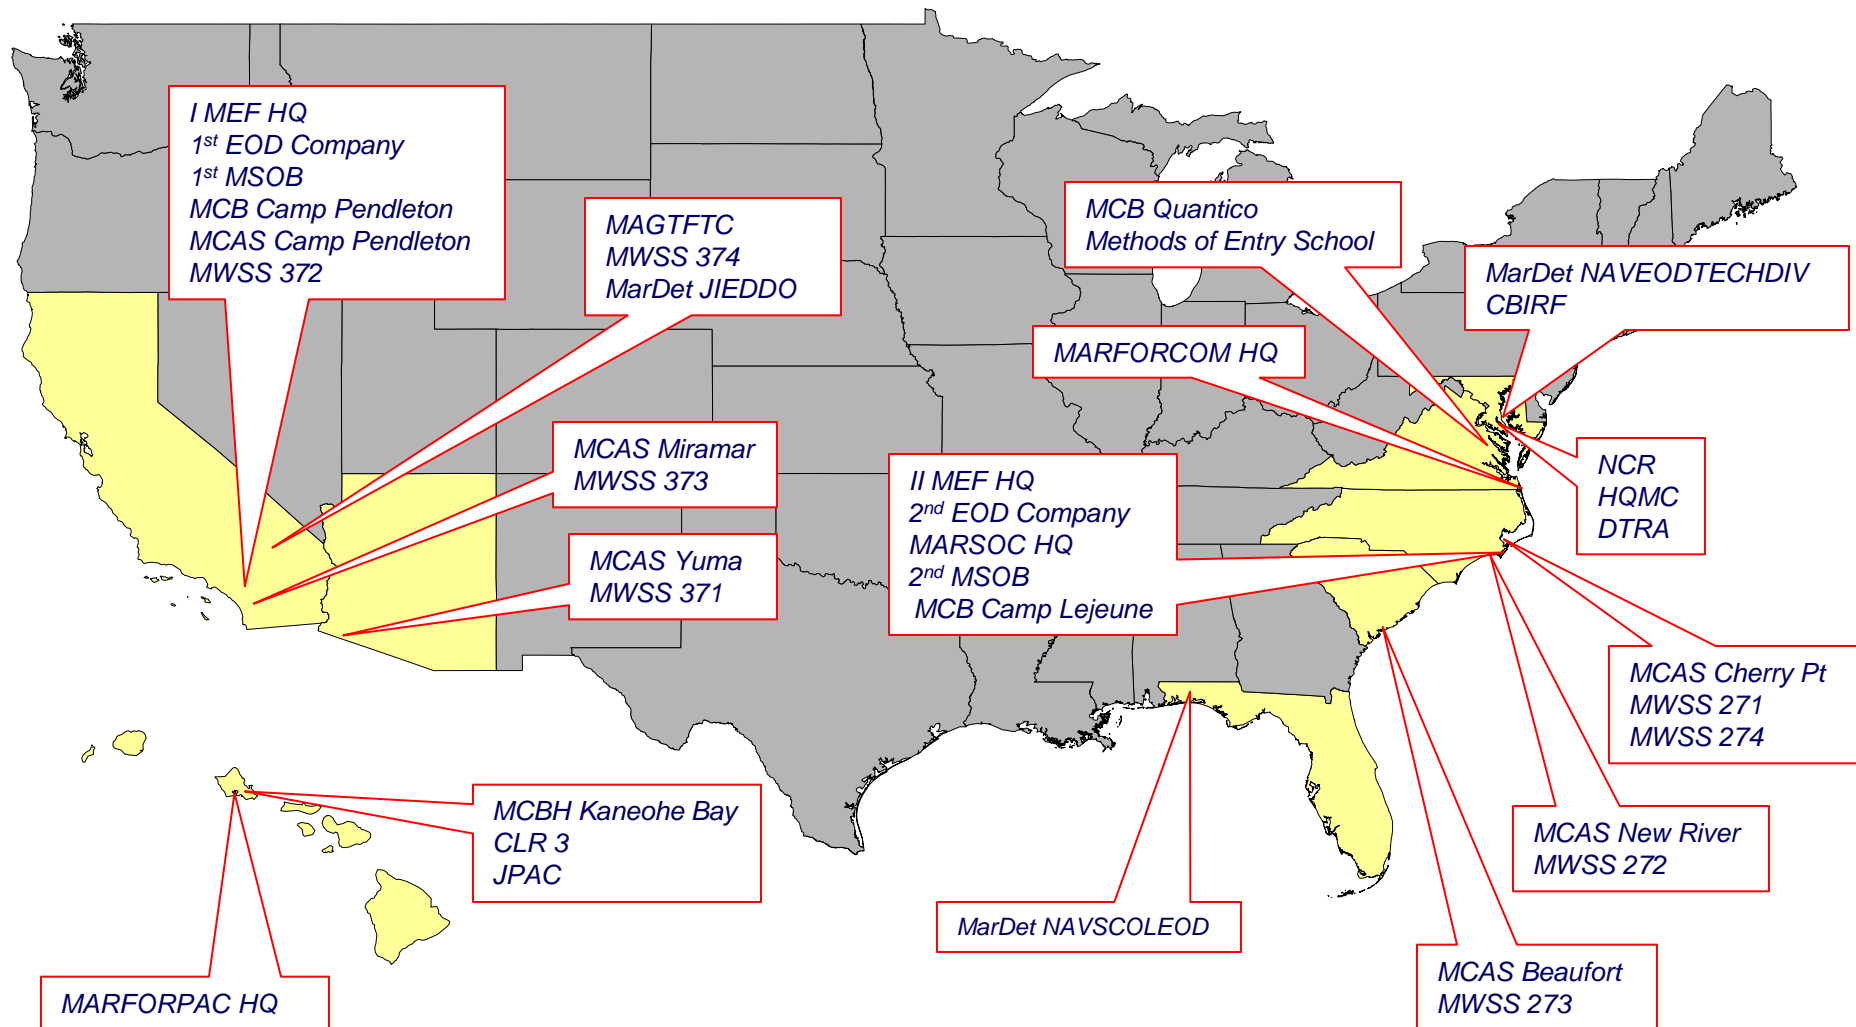 I MEF HQ
1st EOD Company
1st MSOB
MCB Camp Pendleton
MCAS Camp Pendleton
MWSS 372
MAGTFTC
MWSS 374
MarDet JIEDDO
MCB Quantico
Methods of Entry School
MarDet NAVEODTECHDIV
CBIRF
MARFORCOM HQ
MCAS Miramar
MWSS 373
NCR
HQMC
DTRA
II MEF HQ
2nd EOD Company
MARSOC HQ
2nd MSOB
MCB Camp Lejeune
MCAS Yuma
MWSS 371
MCAS Cherry Pt
MWSS 271
MWSS 274
MCBH Kaneohe Bay
CLR 3
JPAC
MCAS New River
MWSS 272
MarDet NAVSCOLEOD
MCAS Beaufort
MWSS 273
MARFORPAC HQ